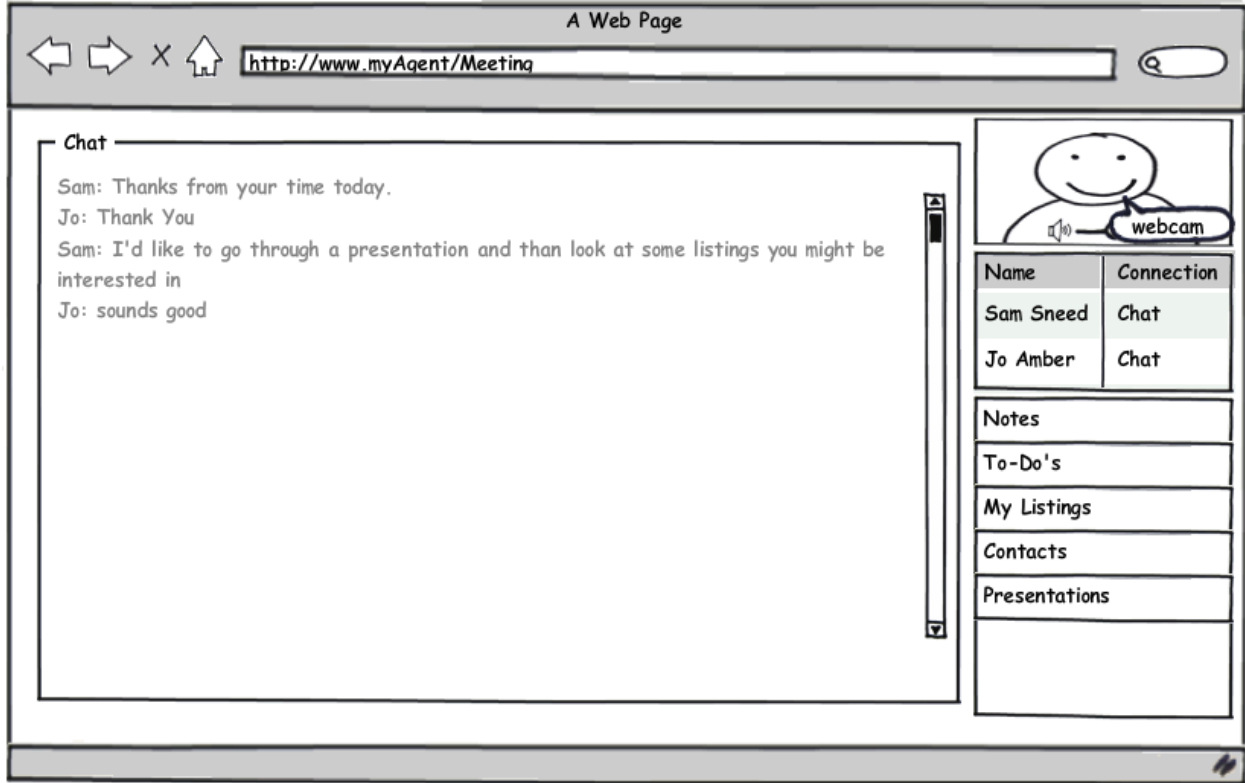 A Web Page
http://www.myAgent/Meeting
Chat
Sam: Thanks from your time today.
Jo: Thank You
Sam: I'd like to go through a presentation and than look at some listings you might be
interested in
Jo: sounds good
webcam
Name Connection
Sam Sneed Chat
Jo Amber Chat
Notes
To-Do's
My Listings
Contacts
Presentations